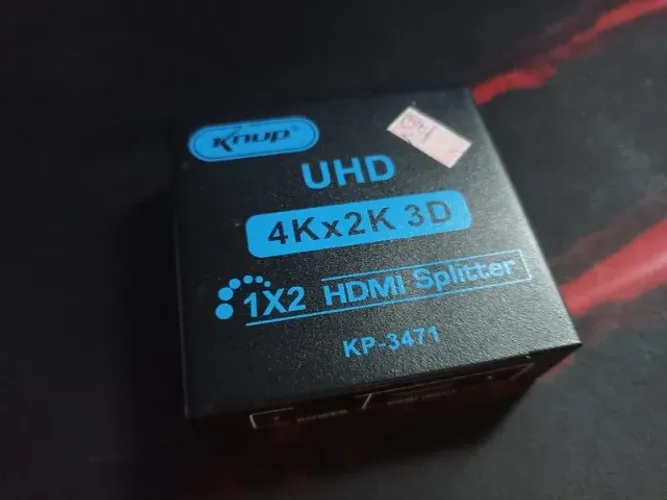 Knup®
UHD
4Kx2K 3D
1X2 HDMI Splitter
KP-3471